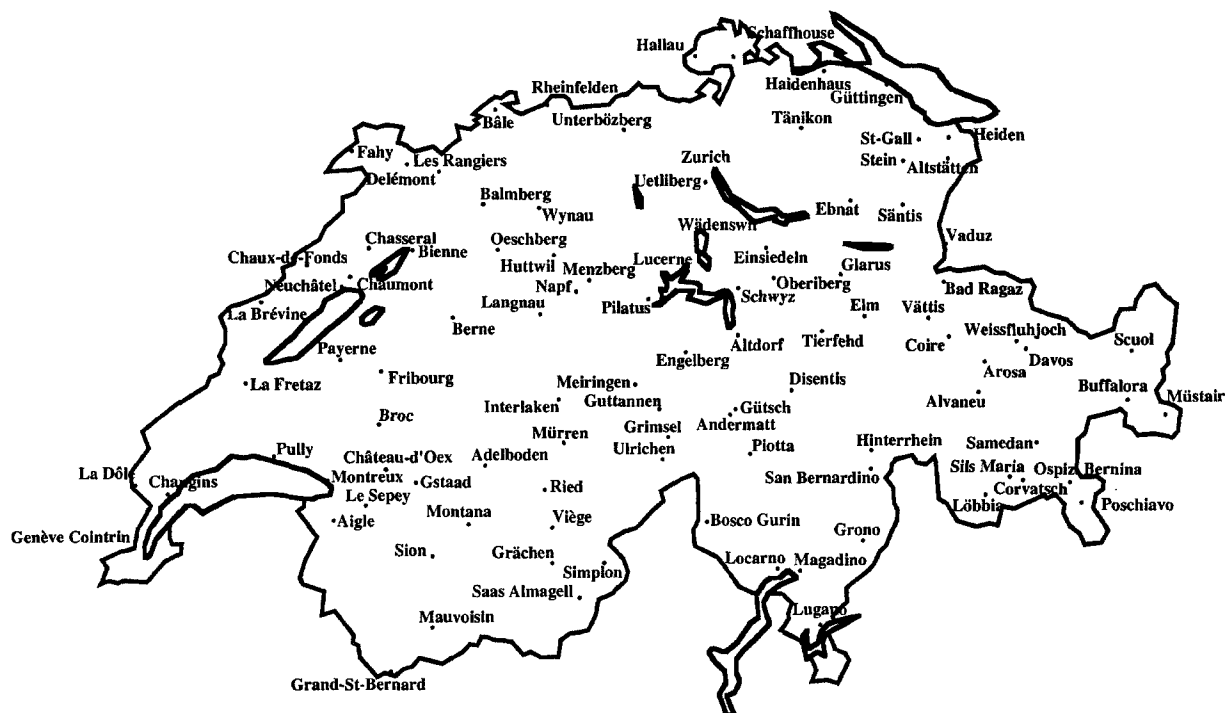 Schaffhouse
Hallau
Haidenhaus
Rheinfelden
Güttingen
Bâle
Unterbözberg
Tänikon
Heiden
St-Gall
Fahy
Les Rangiers
Zurich
Stein
Altstätten
Delémont
Uetliberg
Balmberg
Wynau
Ebnat
Säntis
Wädenswil
Vaduz
Chasseral
Bienne
Oeschberg
Chaux-de-Fonds
Huttwil
Lucerne
Einsiedeln
Glarus
Menzberg
Neuchâtel
Chaumont
Napf
Oberiberg
Bad Ragaz
Schwyz
La Brévine
Langnau
Pilatus
Elm
Vättis
Berne
Weissfluhjoch
Altdorf
Tierfehd
Coire
Scuol
Payerne
Engelberg
Davos
Arosa
La Fretaz
Fribourg
Meiringen
Disentis
Buffalora
Müstair
Interlaken
Guttannen
Alvaneu
Broc
Gütsch
Andermatt
Grimsel
Mürren
Hinterrhein
Samedan
Pully
Ulrichen
Piotta
Château-d'Oex
Adelboden
La Dôle
Montreux
Gstaad
San Bernardino
Sils Maria
Ospiz Bernina
Changins
Le Sepey
Ried
Corvatsch
Löbbia
Poschiavo
Aigle
Montana
Viège
Bosco Gurin
Grono
Genève Cointrin
Sion
Grächen
Simplon
Locarno
Magadino
Saas Almagell
Lugano
Mauvoisin
Grand-St-Bernard